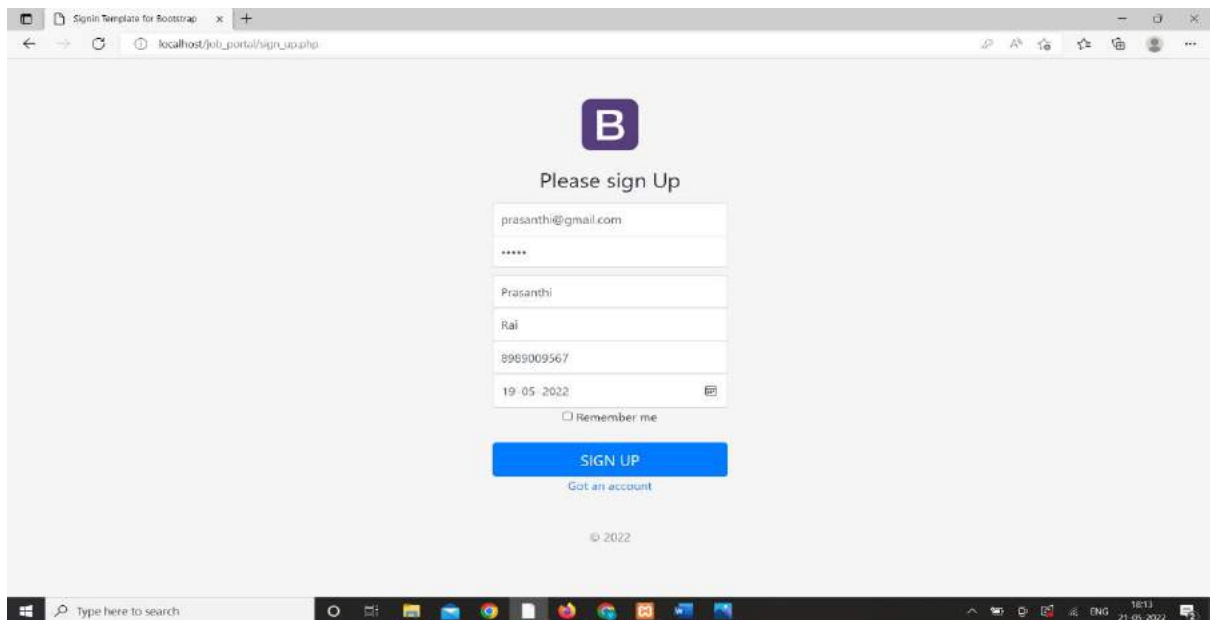 Signin Template for Bootstrap
localhost/job_portal/sign_up.php
B
Please sign Up
prasanthi@gmail.com
•••••
Prasanthi
Rai
8989009567
19-05-2022
Remember me
SIGN UP
Got an account
© 2022
Type here to search
ENG
18:13
21-05-2022